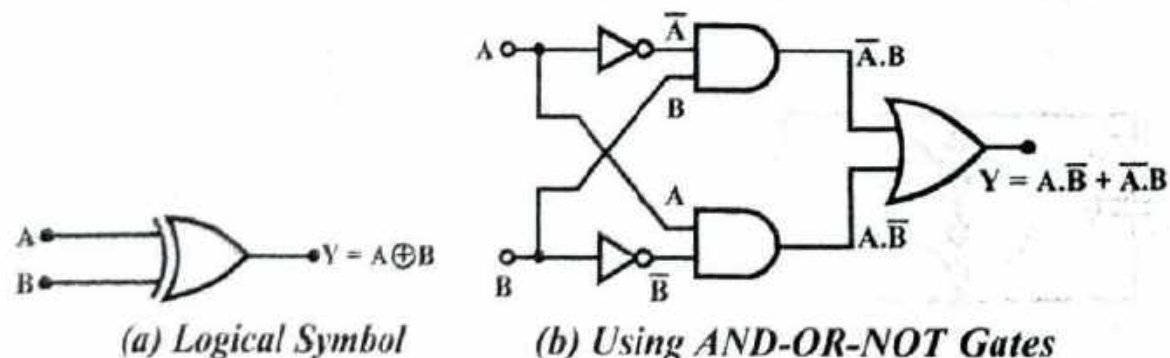 A
B
Y = A⊕B
(a) Logical Symbol
A
B
A̅
B
A
B̅
A̅.B
A.B̅
Y = A.B̅ + A̅.B
(b) Using AND-OR-NOT Gates